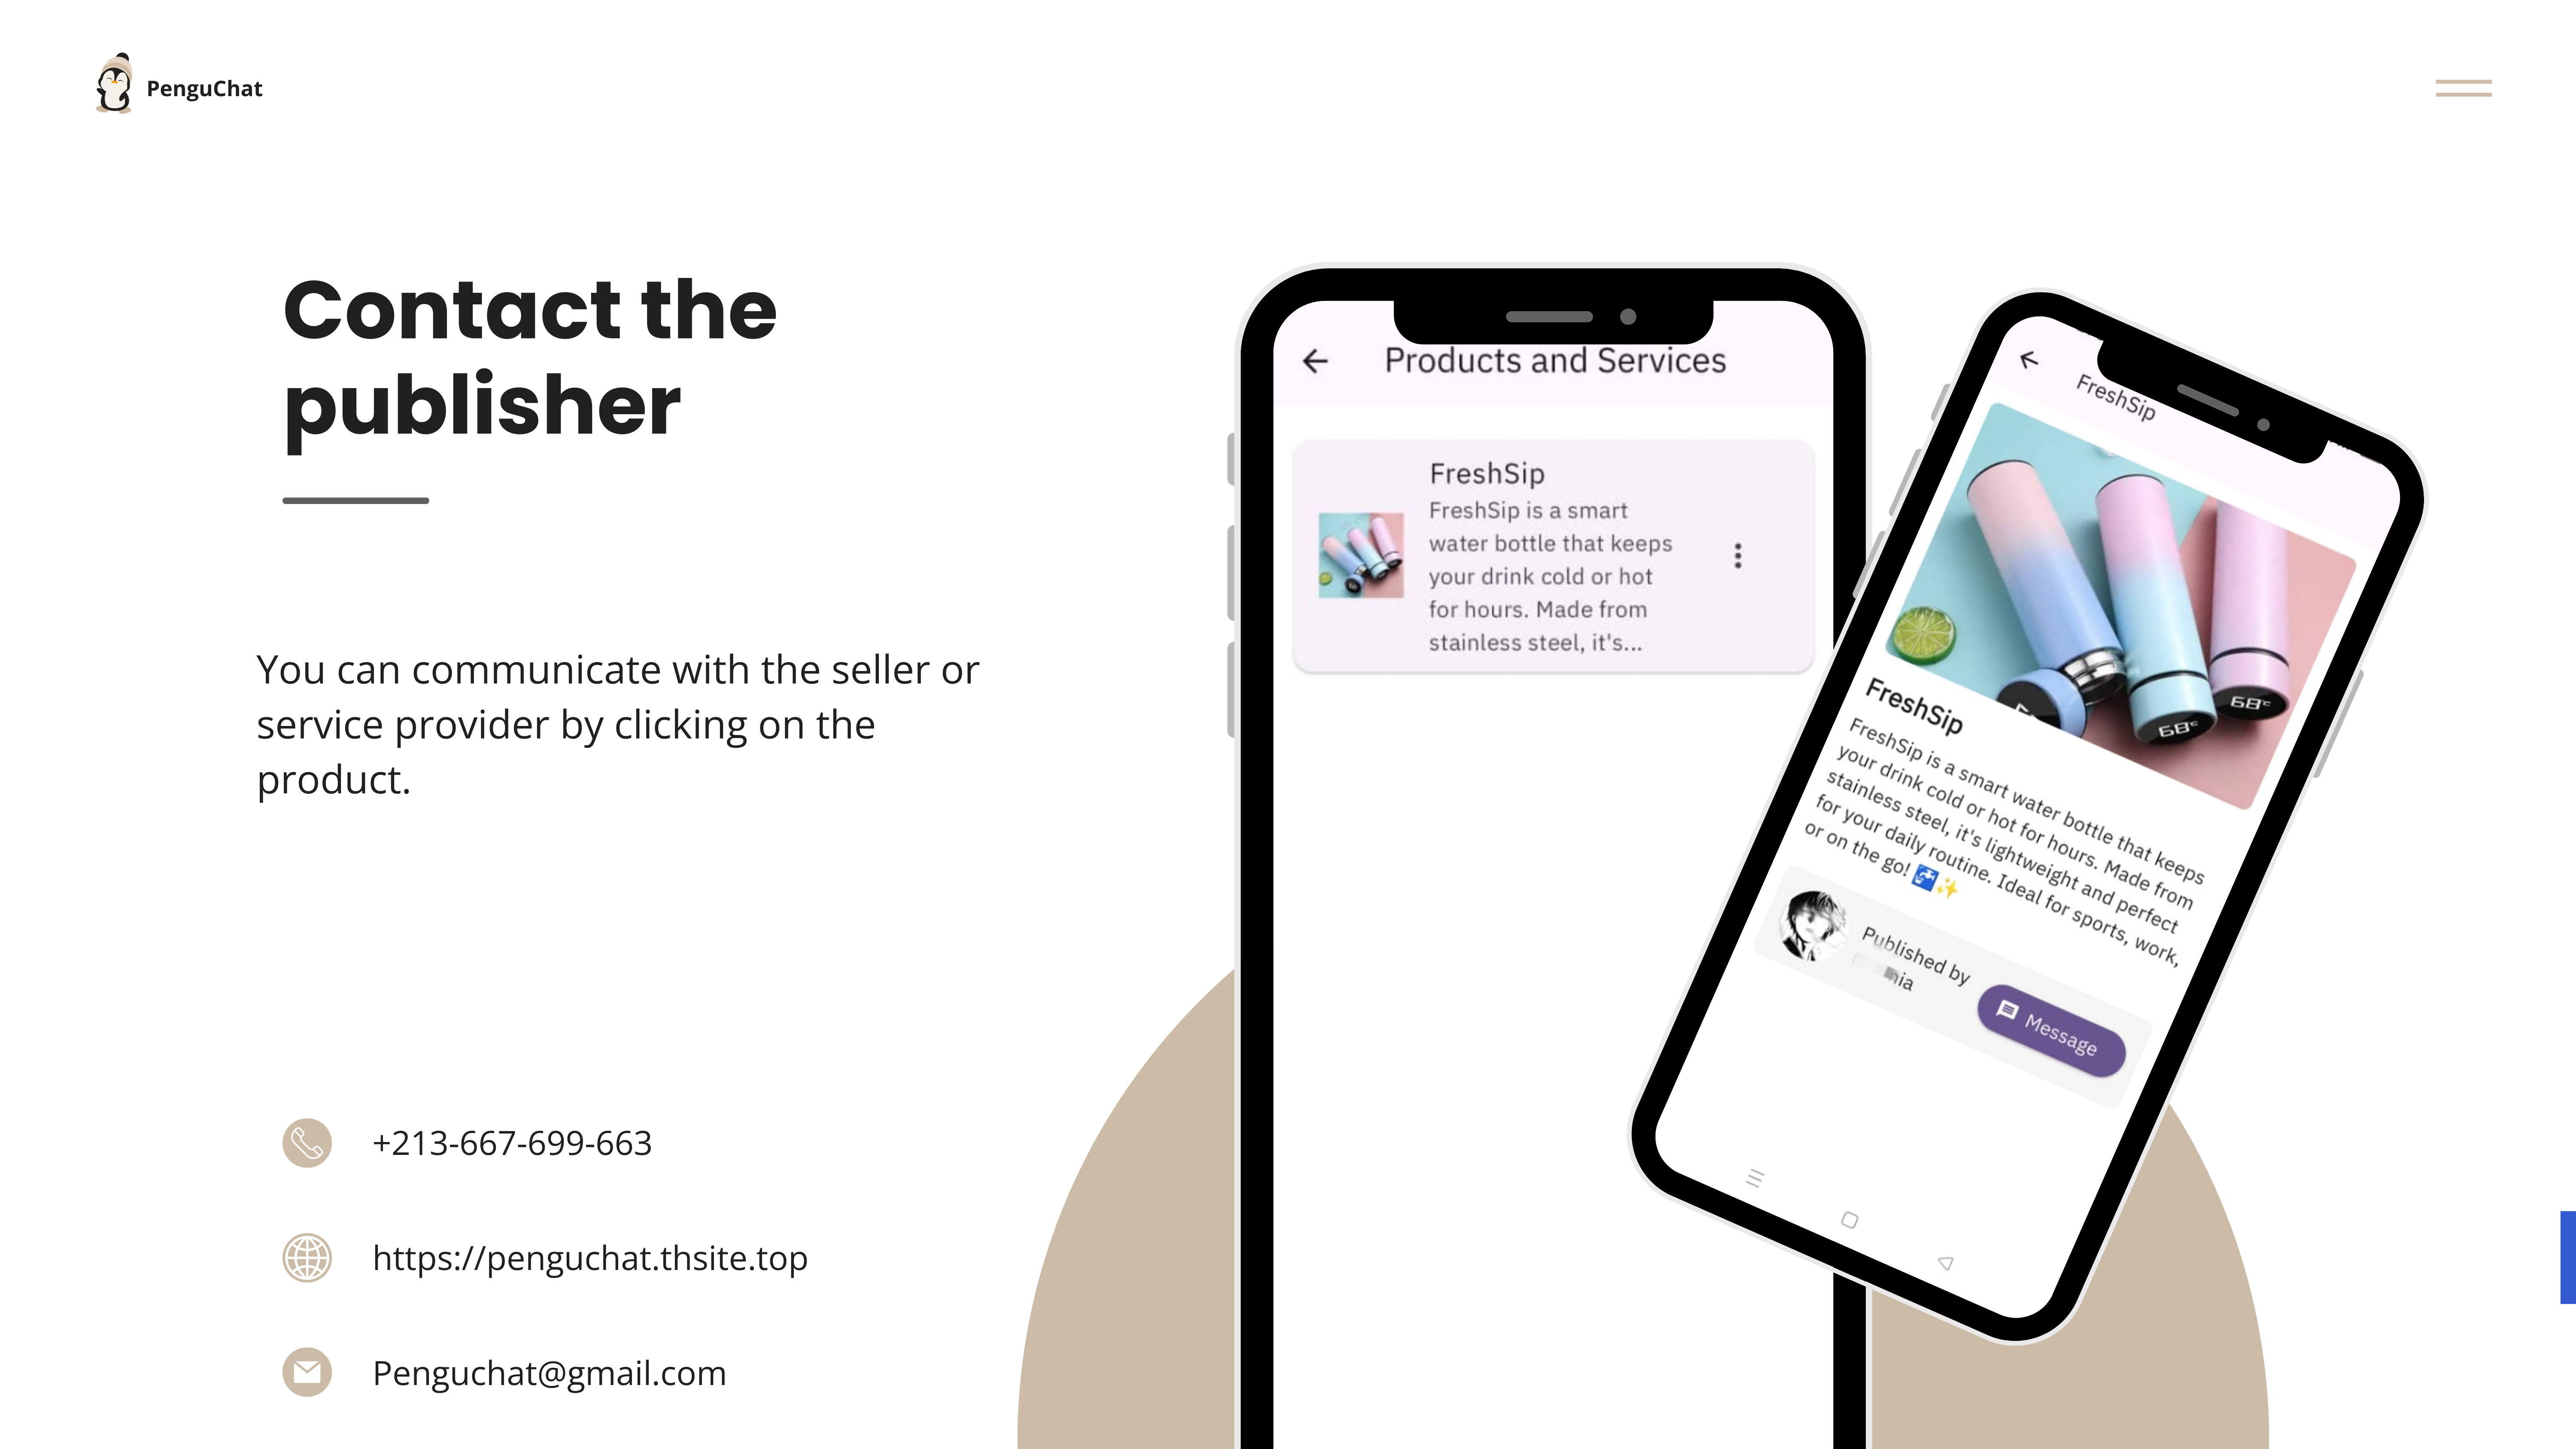 PenguChat
Contact the
publisher
You can communicate with the seller or
service provider by clicking on the
product.
+213-667-699-663
https://penguchat.thsite.top
Penguchat@gmail.com
Products and Services
FreshSip
FreshSip is a smart
water bottle that keeps
your drink cold or hot
for hours. Made from
stainless steel, it's...
FreshSip
68°C
68°C
FreshSip
FreshSip is a smart water bottle that keeps
your drink cold or hot for hours. Made from
stainless steel, it's lightweight and perfect
for your daily routine. Ideal for sports, work,
or on the go! 🚰✨
Published by
Message